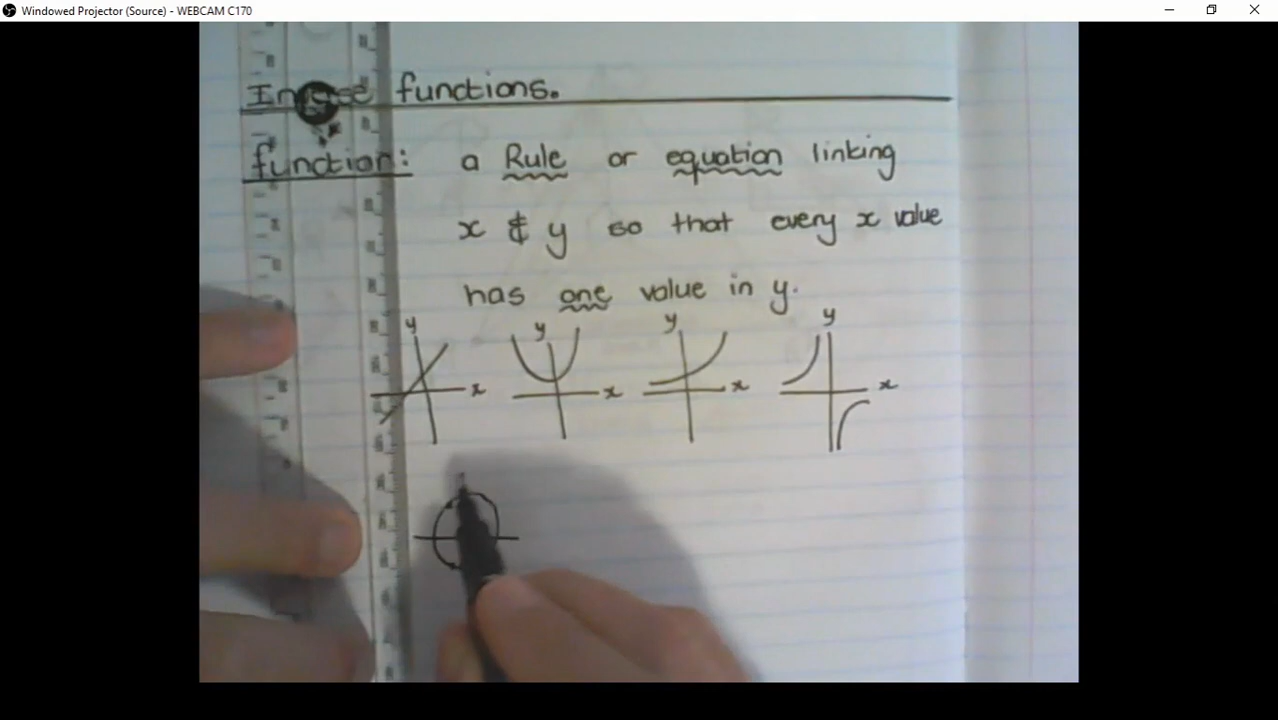 Windowed Projector (Source) - WEBCAM C170
Inverse functions.
function: a Rule or equation linking
x & y so that every x value
has one value in y.
y y y y
x x x x